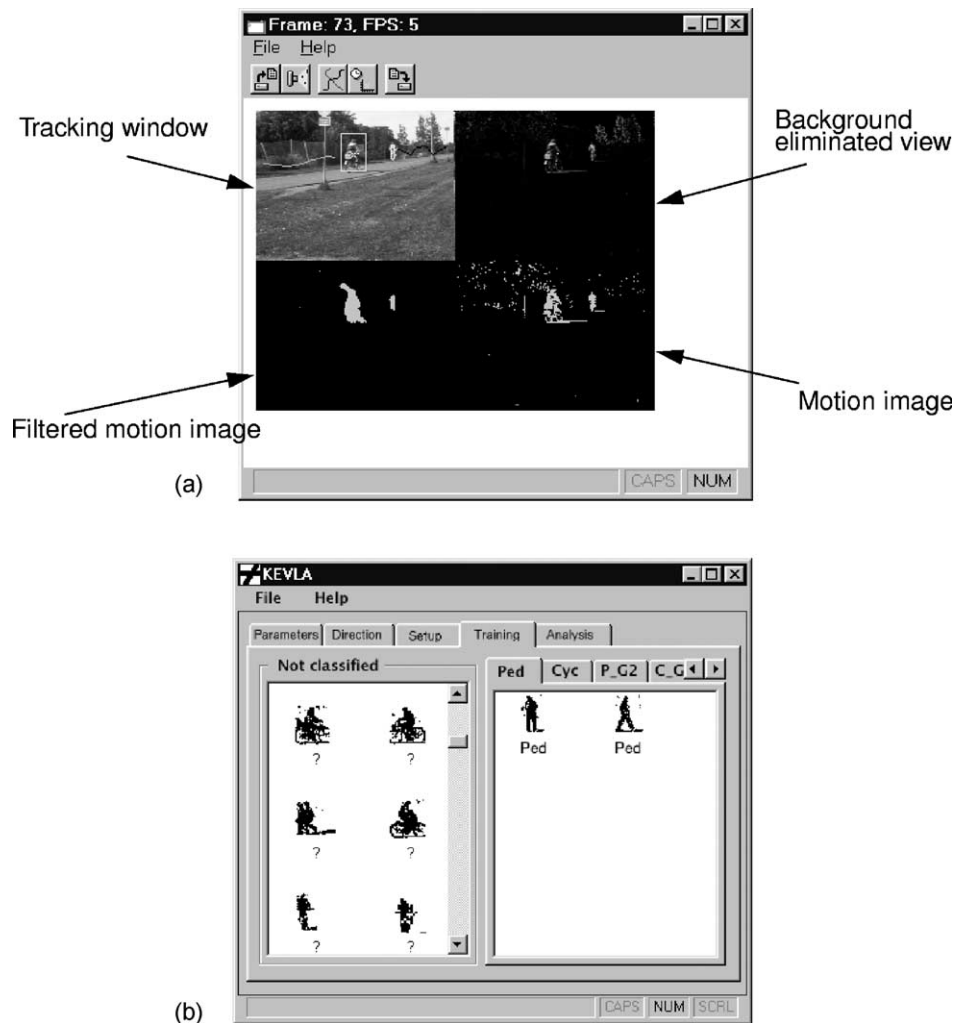 Frame: 73, FPS: 5
File Help
Tracking window
Background
eliminated view
Filtered motion image
Motion image
(a)
CAPS NUM
KEVLA
File Help
Parameters Direction Setup Training Analysis
Not classified
Ped Cyc P_G2 C_G
? ?
Ped Ped
? ?
? ?
(b)
CAPS NUM SCRL